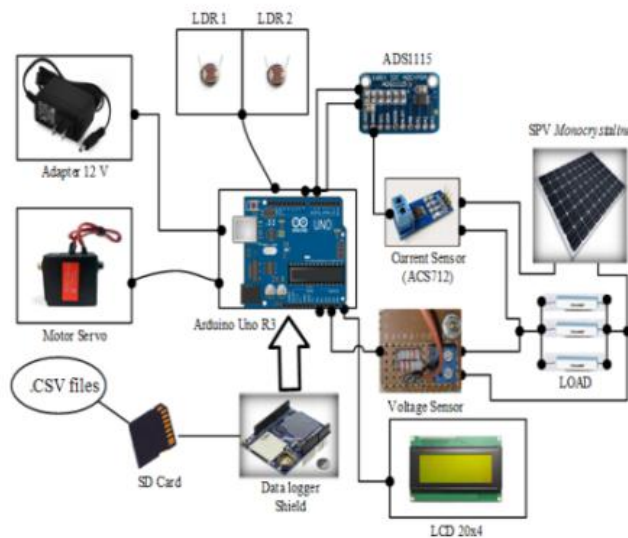 LDR 1 LDR 2
ADS1115
Adapter 12 V
SPV Monocrystaline
Current Sensor
(ACS712)
UNO
Motor Servo
Arduino Uno R3
LOAD
Voltage Sensor
.CSV files
SD Card
Data logger
Shield
LCD 20x4